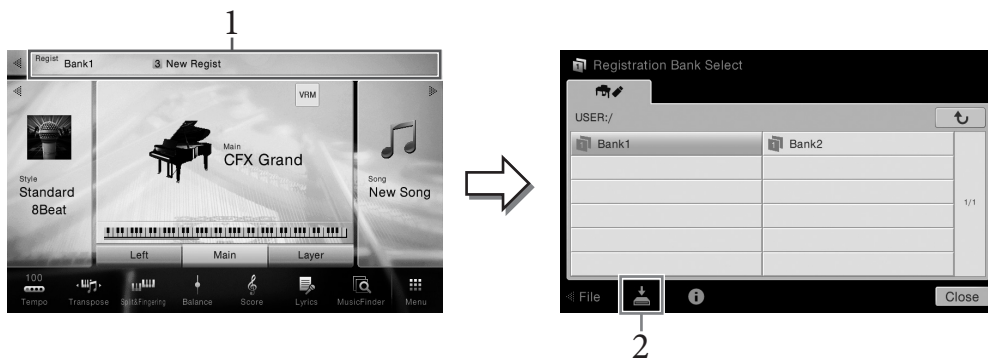 1
Regist Bank1 3 New Regist
VRM
Style
Standard
8Beat
Main
CFX Grand
Song
New Song
Left Main Layer
100
Tempo Transpose Split&Fingering Balance Score Lyrics MusicFinder Menu
Registration Bank Select
USER:/
Bank1 Bank2
1/1
File Close
2